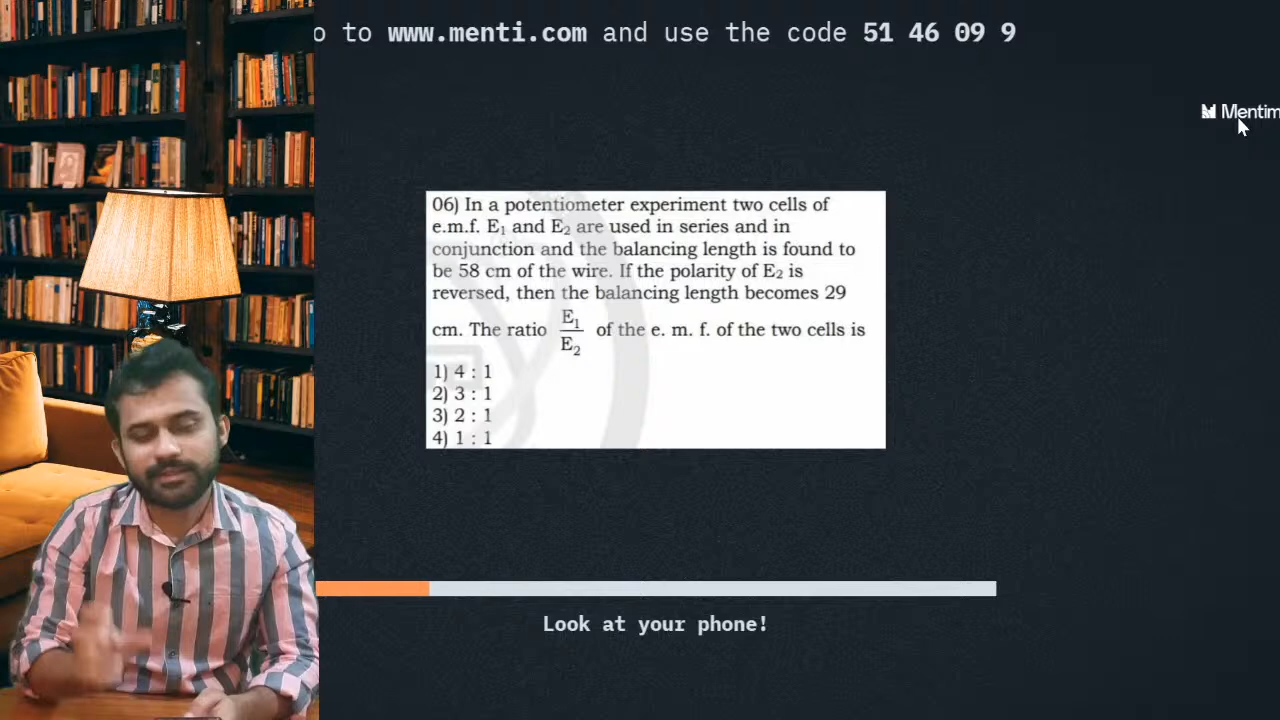 o to www.menti.com and use the code 51 46 09 9
Mentim
06) In a potentiometer experiment two cells of
e.m.f. E₁ and E₂ are used in series and in
conjunction and the balancing length is found to
be 58 cm of the wire. If the polarity of E₂ is
reversed, then the balancing length becomes 29
cm. The ratio E₁/E₂ of the e. m. f. of the two cells is
1) 4 : 1
2) 3 : 1
3) 2 : 1
4) 1 : 1
Look at your phone!